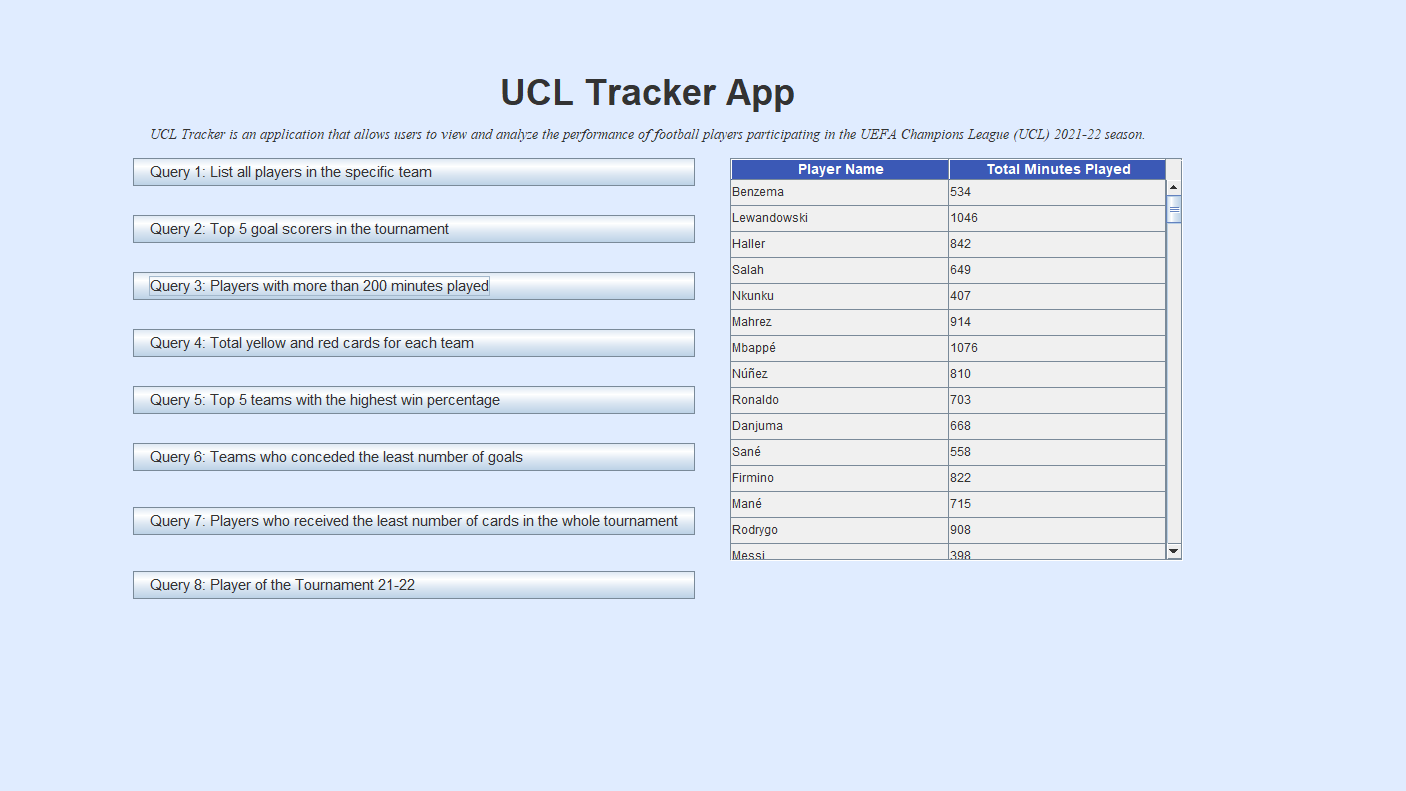 UCL Tracker App
UCL Tracker is an application that allows users to view and analyze the performance of football players participating in the UEFA Champions League (UCL) 2021-22 season.
Query 1: List all players in the specific team
Query 2: Top 5 goal scorers in the tournament
Query 3: Players with more than 200 minutes played
Query 4: Total yellow and red cards for each team
Query 5: Top 5 teams with the highest win percentage
Query 6: Teams who conceded the least number of goals
Query 7: Players who received the least number of cards in the whole tournament
Query 8: Player of the Tournament 21-22
Player Name Total Minutes Played
Benzema 534
Lewandowski 1046
Haller 842
Salah 649
Nkunku 407
Mahrez 914
Mbappé 1076
Núñez 810
Ronaldo 703
Danjuma 668
Sané 558
Firmino 822
Mané 715
Rodrygo 908
Messi 398